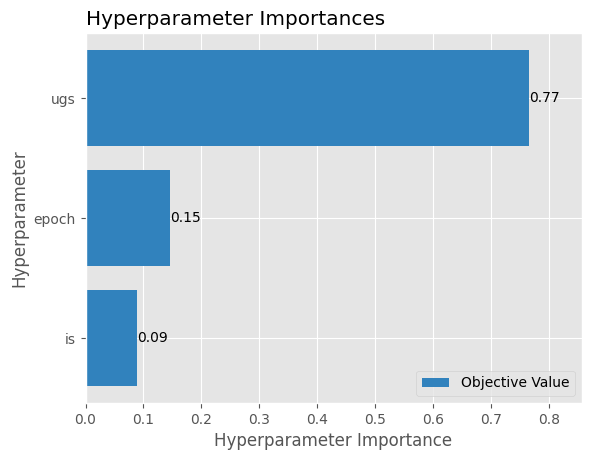 Hyperparameter Importances
Hyperparameter
ugs
0.77
epoch
0.15
is
0.09
Objective Value
0.0 0.1 0.2 0.3 0.4 0.5 0.6 0.7 0.8
Hyperparameter Importance